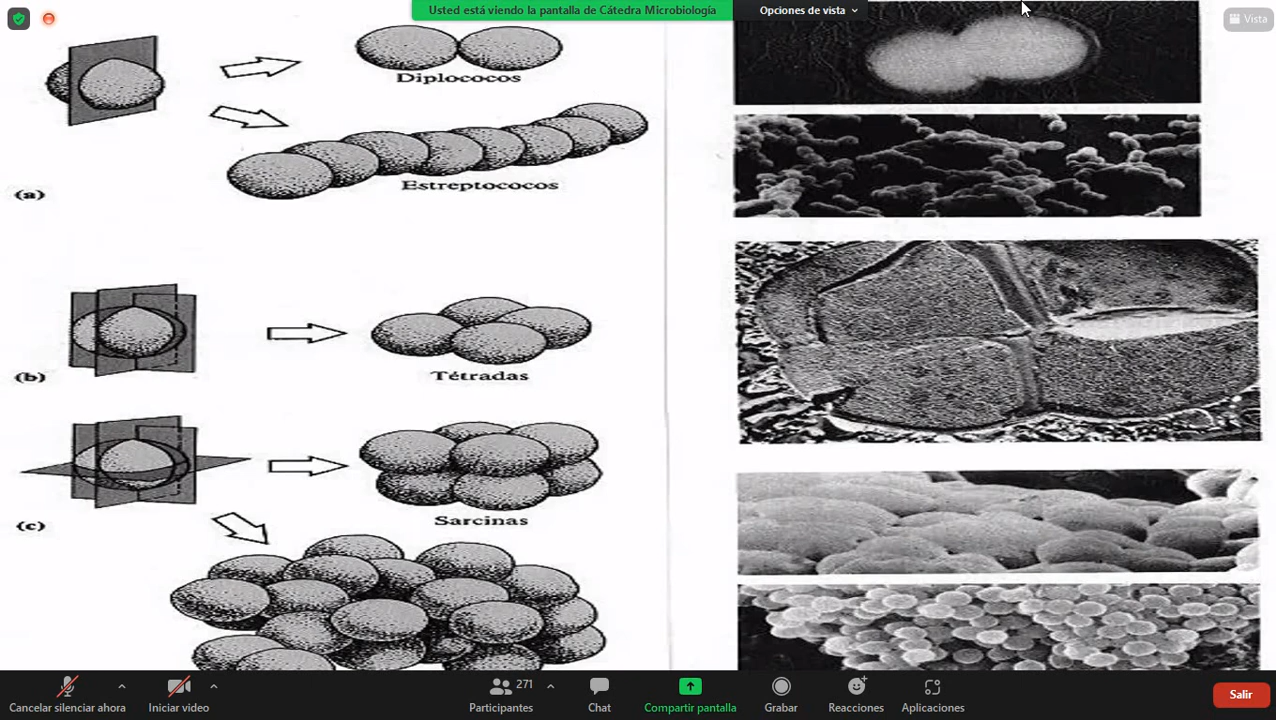 Usted está viendo la pantalla de Cátedra Microbiología
Opciones de vista
Vista
Diplococos
Estreptococos
(a)
Tétradas
(b)
Sarcinas
(c)
Cancelar silenciar ahora
Iniciar video
271
Participantes
Chat
Compartir pantalla
Grabar
Reacciones
Aplicaciones
Salir